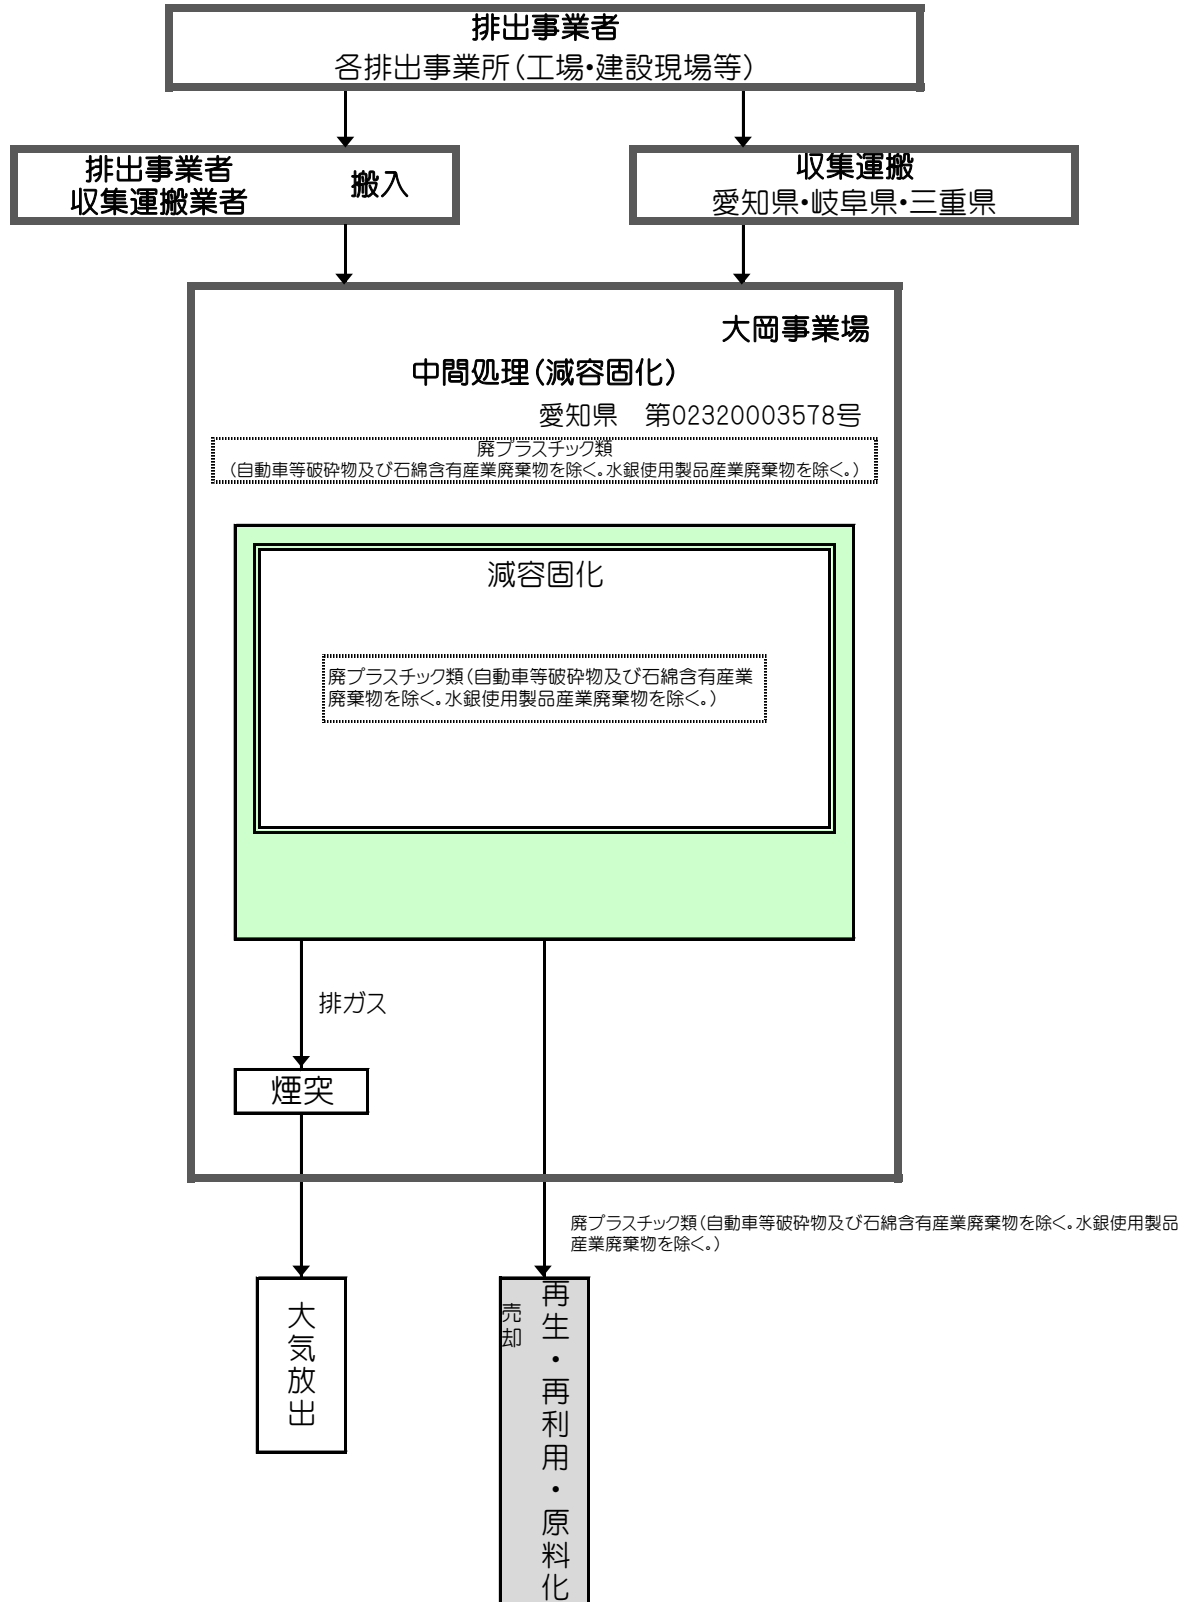 排出事業者
各排出事業所(工場・建設現場等)
排出事業者
収集運搬業者
搬入
収集運搬
愛知県・岐阜県・三重県
大岡事業場
中間処理(減容固化)
愛知県　第02320003578号
廃プラスチック類
(自動車等破砕物及び石綿含有産業廃棄物を除く。水銀使用製品産業廃棄物を除く。)
減容固化
廃プラスチック類(自動車等破砕物及び石綿含有産業
廃棄物を除く。水銀使用製品産業廃棄物を除く。)
排ガス
煙突
廃プラスチック類(自動車等破砕物及び石綿含有産業廃棄物を除く。水銀使用製品
産業廃棄物を除く。)
大気放出
再生・再利用・原料化
売却